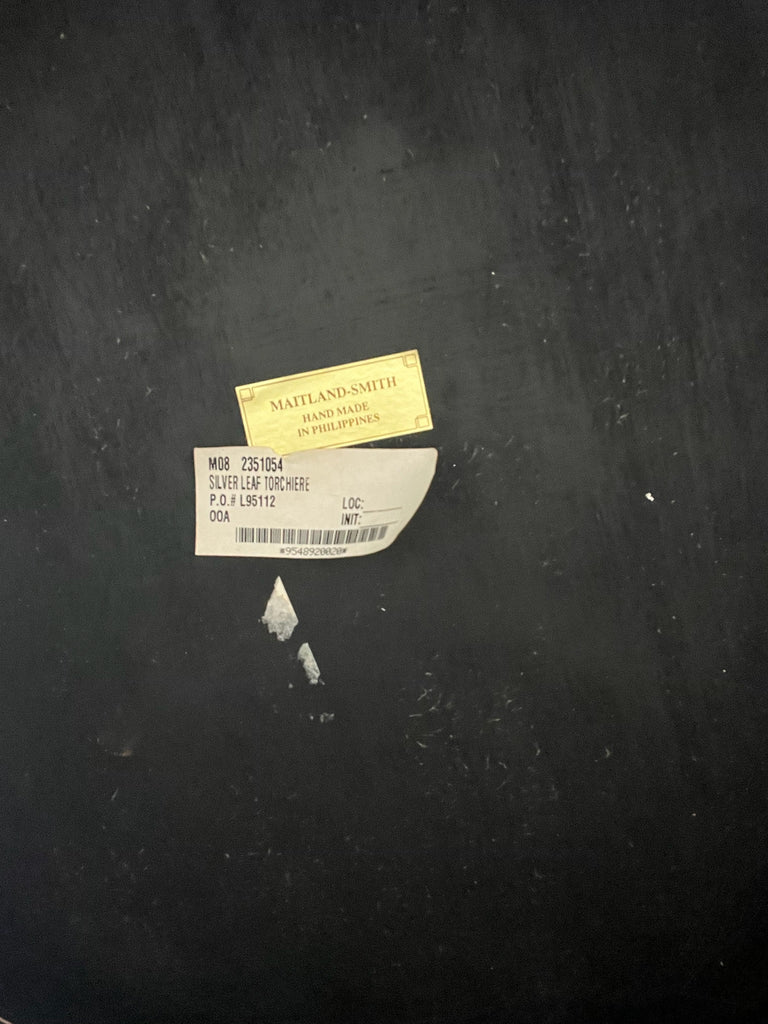 MAITLAND-SMITH
HAND MADE
IN PHILIPPINES
M08 2351054
SILVER LEAF TORCHIERE
P.O.# L95112 LOC:
OOA INIT:
*9548920020*